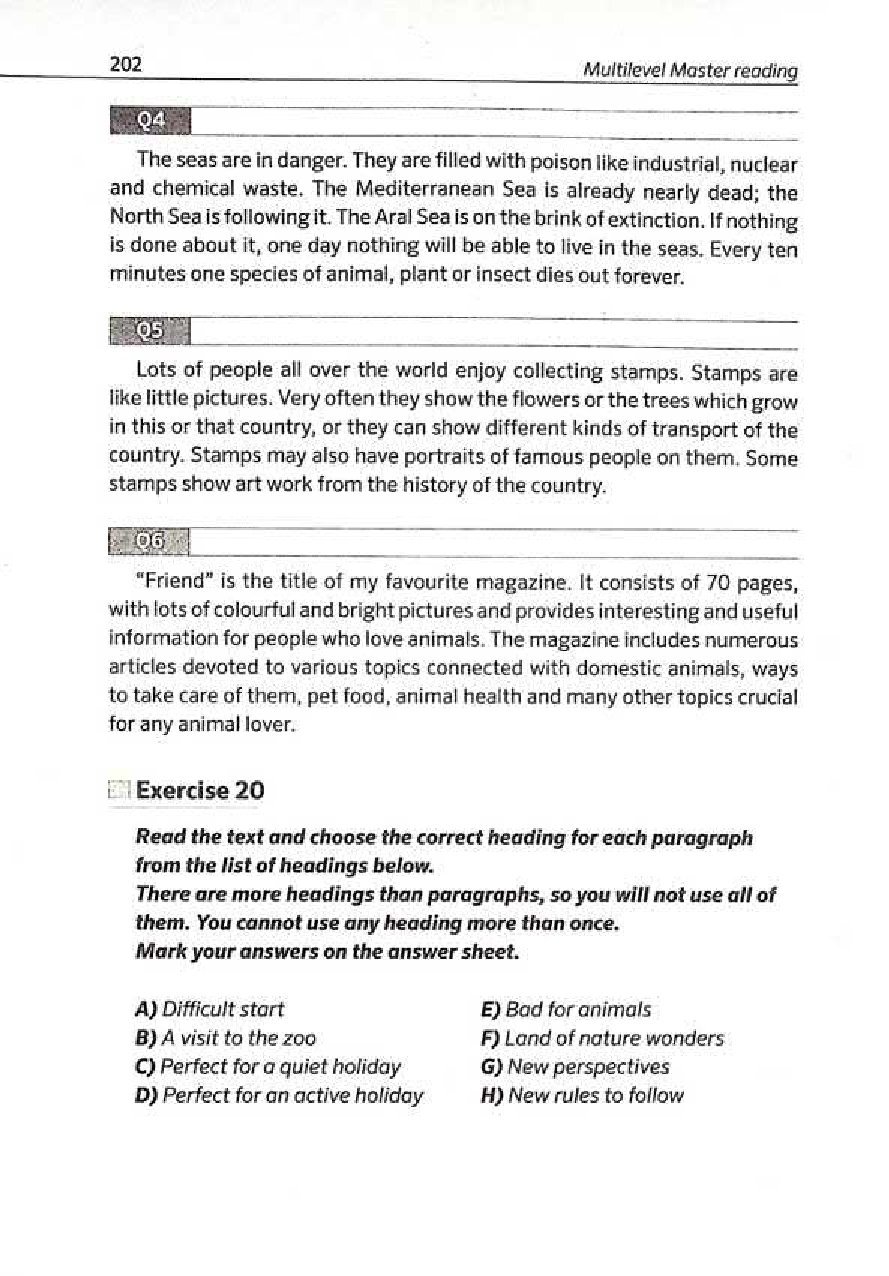 202
Multilevel Master reading
Q4
The seas are in danger. They are filled with poison like industrial, nuclear
and chemical waste. The Mediterranean Sea is already nearly dead; the
North Sea is following it. The Aral Sea is on the brink of extinction. If nothing
is done about it, one day nothing will be able to live in the seas. Every ten
minutes one species of animal, plant or insect dies out forever.
Q5
Lots of people all over the world enjoy collecting stamps. Stamps are
like little pictures. Very often they show the flowers or the trees which grow
in this or that country, or they can show different kinds of transport of the
country. Stamps may also have portraits of famous people on them. Some
stamps show art work from the history of the country.
Q6
"Friend" is the title of my favourite magazine. It consists of 70 pages,
with lots of colourful and bright pictures and provides interesting and useful
information for people who love animals. The magazine includes numerous
articles devoted to various topics connected with domestic animals, ways
to take care of them, pet food, animal health and many other topics crucial
for any animal lover.
Exercise 20
Read the text and choose the correct heading for each paragraph
from the list of headings below.
There are more headings than paragraphs, so you will not use all of
them. You cannot use any heading more than once.
Mark your answers on the answer sheet.
A) Difficult start
B) A visit to the zoo
C) Perfect for a quiet holiday
D) Perfect for an active holiday
E) Bad for animals
F) Land of nature wonders
G) New perspectives
H) New rules to follow